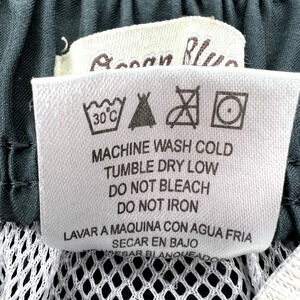 Ocean Blue
30°C
MACHINE WASH COLD
TUMBLE DRY LOW
DO NOT BLEACH
DO NOT IRON
LAVAR A MAQUINA CON AGUA FRIA
SECAR EN BAJO